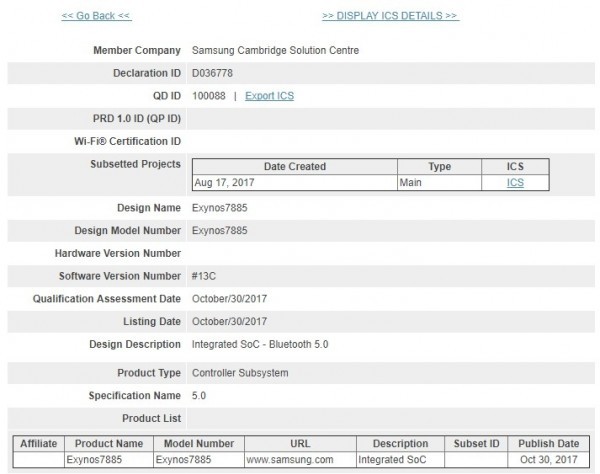 << Go Back << >> DISPLAY ICS DETAILS >>
Member Company Samsung Cambridge Solution Centre
Declaration ID D036778
QD ID 100088 | Export ICS
PRD 1.0 ID (QP ID)
Wi-Fi® Certification ID
Subsetted Projects
Date Created Type ICS
Aug 17, 2017 Main ICS
Design Name Exynos7885
Design Model Number Exynos7885
Hardware Version Number
Software Version Number #13C
Qualification Assessment Date October/30/2017
Listing Date October/30/2017
Design Description Integrated SoC - Bluetooth 5.0
Product Type Controller Subsystem
Specification Name 5.0
Product List
Affiliate Product Name Model Number URL Description Subset ID Publish Date
Exynos7885 Exynos7885 www.samsung.com Integrated SoC Oct 30, 2017